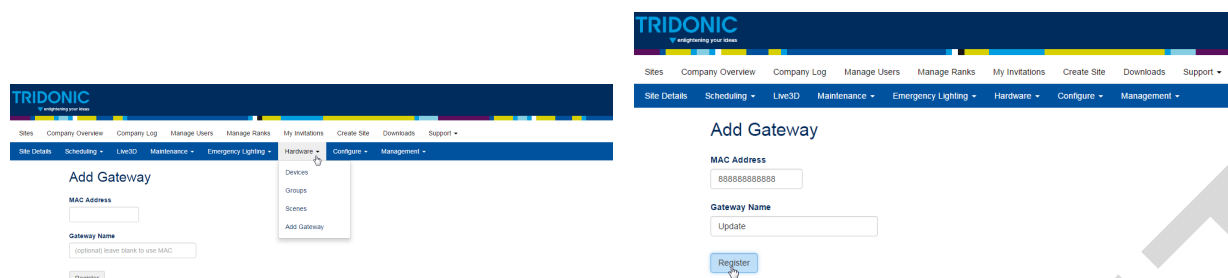 TRIDONIC
enlightening your ideas
Sites Company Overview Company Log Manage Users Manage Ranks My Invitations Create Site Downloads Support
Site Details Scheduling Live3D Maintenance Emergency Lighting Hardware Configure Management
Add Gateway
MAC Address
Gateway Name
(optional) leave blank to use MAC
Register
Devices
Groups
Scenes
Add Gateway
TRIDONIC
enlightening your ideas
Sites Company Overview Company Log Manage Users Manage Ranks My Invitations Create Site Downloads Support
Site Details Scheduling Live3D Maintenance Emergency Lighting Hardware Configure Management
Add Gateway
MAC Address
888888888888
Gateway Name
Update
Register